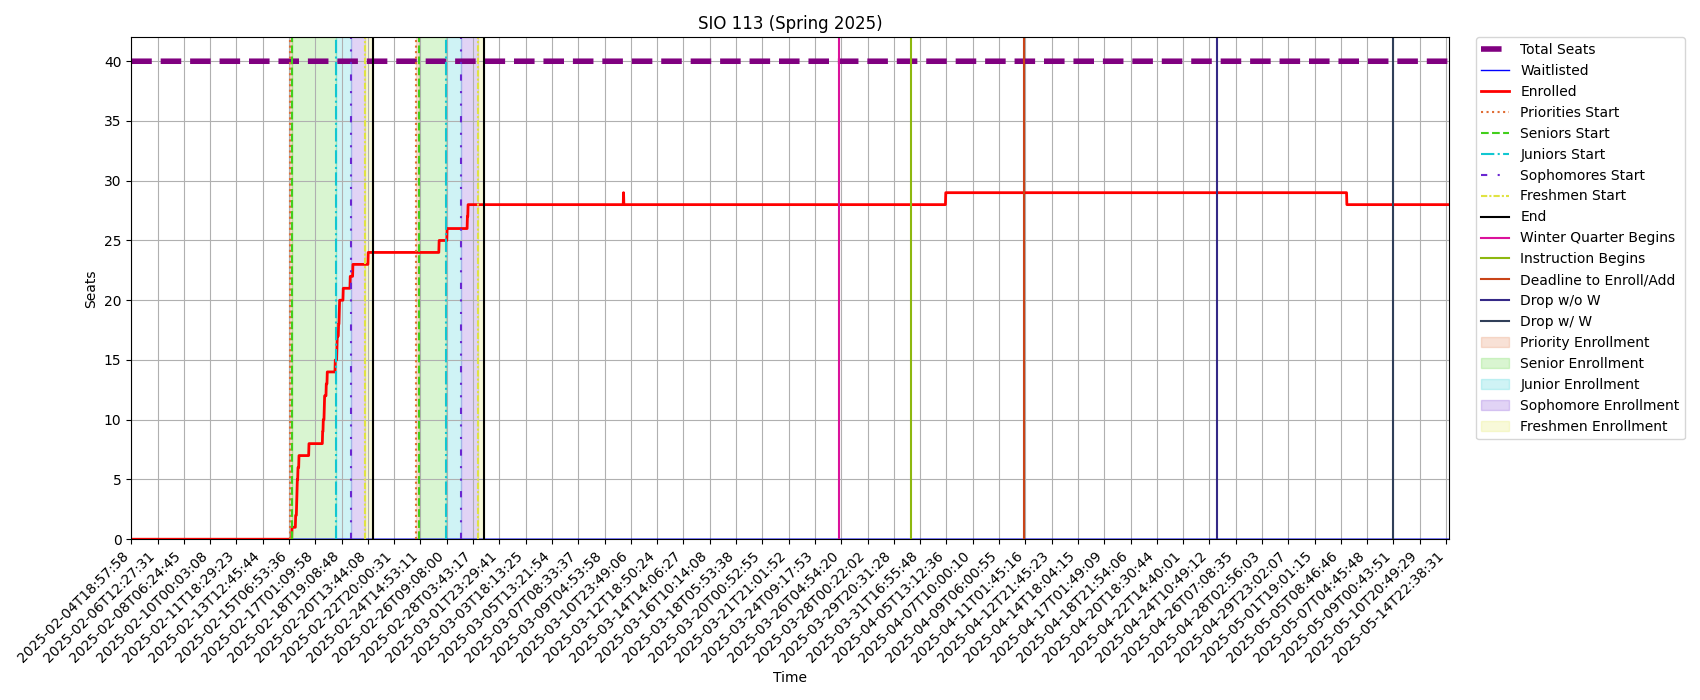 SIO 113 (Spring 2025)
Seats
40
35
30
25
20
15
10
5
0
2025-02-04T18:57:58
2025-02-06T12:27:31
2025-02-08T06:24:45
2025-02-10T00:03:08
2025-02-11T18:29:23
2025-02-13T12:45:44
2025-02-15T06:53:36
2025-02-17T01:09:58
2025-02-18T19:08:48
2025-02-20T13:44:08
2025-02-22T20:00:31
2025-02-24T14:53:11
2025-02-26T09:08:00
2025-02-28T03:43:17
2025-03-01T23:29:41
2025-03-03T18:13:25
2025-03-05T13:21:54
2025-03-07T08:33:37
2025-03-09T04:53:58
2025-03-10T23:49:06
2025-03-12T18:50:24
2025-03-14T14:06:27
2025-03-16T10:14:09
2025-03-18T05:53:38
2025-03-20T00:52:55
2025-03-21T21:01:52
2025-03-24T09:17:53
2025-03-26T04:54:20
2025-03-28T00:22:02
2025-03-29T20:31:28
2025-03-31T16:55:48
2025-04-05T13:12:36
2025-04-07T10:00:10
2025-04-09T06:00:55
2025-04-11T01:45:16
2025-04-12T21:45:23
2025-04-14T18:04:15
2025-04-17T01:49:09
2025-04-18T21:54:06
2025-04-20T18:30:44
2025-04-22T14:40:01
2025-04-24T10:49:12
2025-04-26T07:08:35
2025-04-28T02:56:03
2025-04-29T23:02:07
2025-05-01T19:01:15
2025-05-05T08:46:46
2025-05-07T04:45:48
2025-05-09T00:43:51
2025-05-10T20:49:29
2025-05-14T22:38:31
Time
Total Seats
Waitlisted
Enrolled
Priorities Start
Seniors Start
Juniors Start
Sophomores Start
Freshmen Start
End
Winter Quarter Begins
Instruction Begins
Deadline to Enroll/Add
Drop w/o W
Drop w/ W
Priority Enrollment
Senior Enrollment
Junior Enrollment
Sophomore Enrollment
Freshmen Enrollment